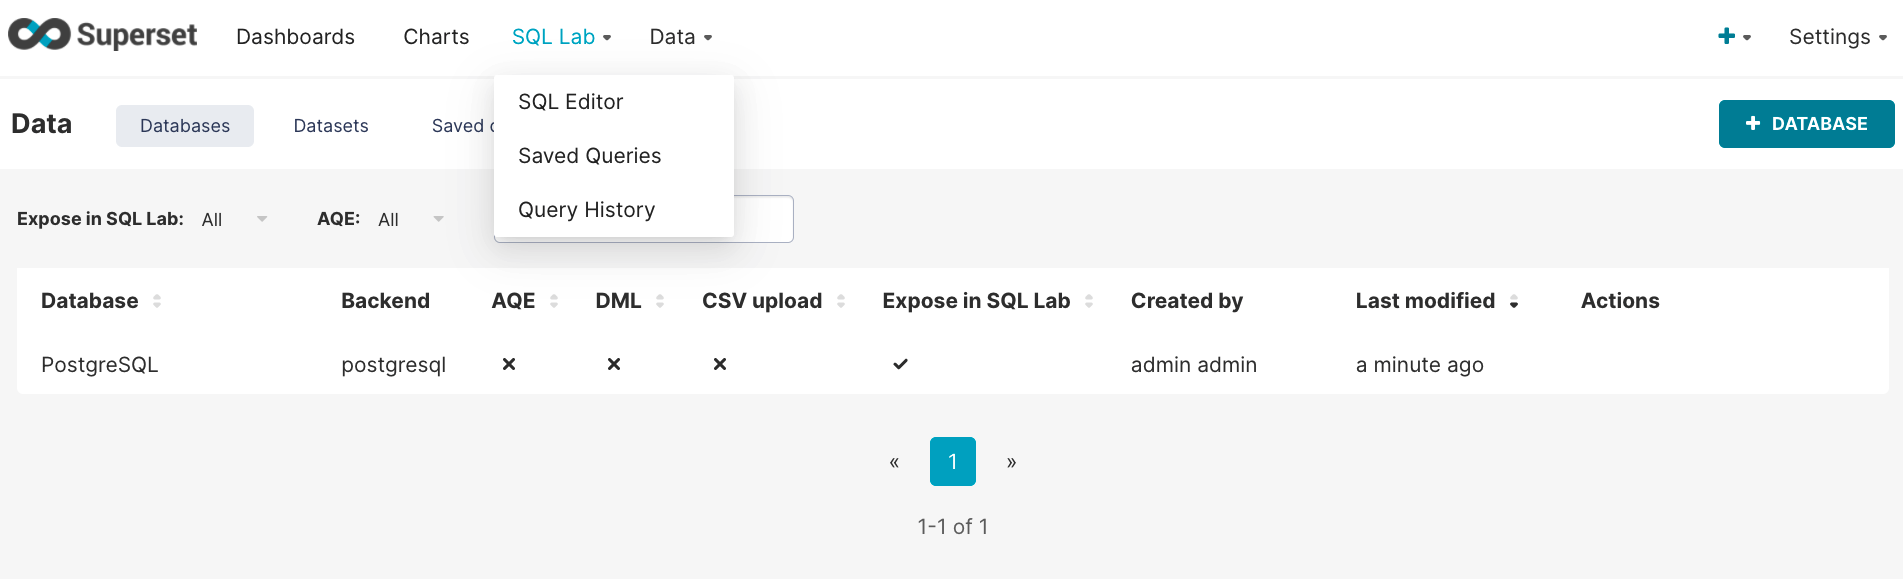 Superset Dashboards Charts SQL Lab Data + Settings
Data Databases Datasets Saved + DATABASE
SQL Editor
Saved Queries
Query History
Expose in SQL Lab: All AQE: All
Database Backend AQE DML CSV upload Expose in SQL Lab Created by Last modified Actions
PostgreSQL postgresql admin admin a minute ago
« 1 »
1-1 of 1